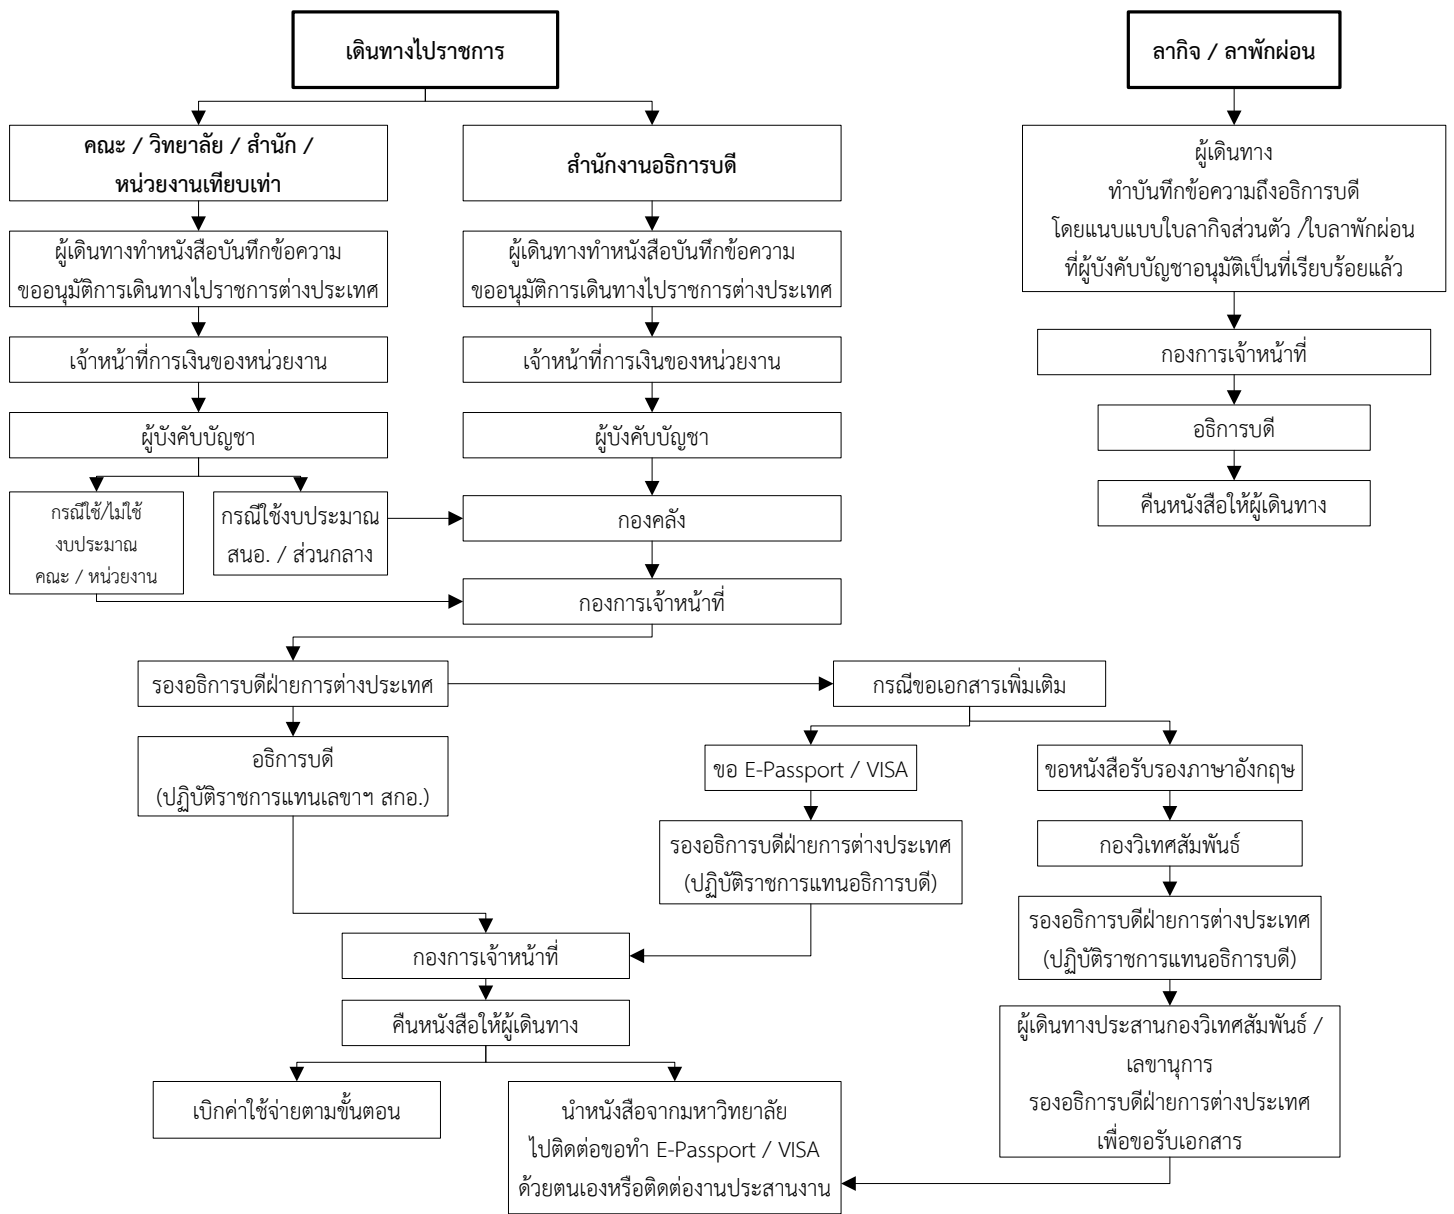 เดินทางไปราชการ
ลากิจ / ลาพักผ่อน
คณะ / วิทยาลัย / สำนัก /
หน่วยงานเทียบเท่า
สำนักงานอธิการบดี
ผู้เดินทาง
ทำบันทึกข้อความถึงอธิการบดี
โดยแนบแบบใบลากิจส่วนตัว /ใบลาพักผ่อน
ที่ผู้บังคับบัญชาอนุมัติเป็นที่เรียบร้อยแล้ว
ผู้เดินทางทำหนังสือบันทึกข้อความ
ขออนุมัติการเดินทางไปราชการต่างประเทศ
ผู้เดินทางทำหนังสือบันทึกข้อความ
ขออนุมัติการเดินทางไปราชการต่างประเทศ
เจ้าหน้าที่การเงินของหน่วยงาน
เจ้าหน้าที่การเงินของหน่วยงาน
กองการเจ้าหน้าที่
ผู้บังคับบัญชา
ผู้บังคับบัญชา
อธิการบดี
กรณีใช้/ไม่ใช้
งบประมาณ
คณะ / หน่วยงาน
กรณีใช้งบประมาณ
สนอ. / ส่วนกลาง
กองคลัง
คืนหนังสือให้ผู้เดินทาง
กองการเจ้าหน้าที่
รองอธิการบดีฝ่ายการต่างประเทศ
กรณีขอเอกสารเพิ่มเติม
อธิการบดี
(ปฏิบัติราชการแทนเลขาฯ สกอ.)
ขอ E-Passport / VISA
ขอหนังสือรับรองภาษาอังกฤษ
รองอธิการบดีฝ่ายการต่างประเทศ
(ปฏิบัติราชการแทนอธิการบดี)
กองวิเทศสัมพันธ์
รองอธิการบดีฝ่ายการต่างประเทศ
(ปฏิบัติราชการแทนอธิการบดี)
กองการเจ้าหน้าที่
คืนหนังสือให้ผู้เดินทาง
ผู้เดินทางประสานกองวิเทศสัมพันธ์ /
เลขานุการ
รองอธิการบดีฝ่ายการต่างประเทศ
เพื่อขอรับเอกสาร
เบิกค่าใช้จ่ายตามขั้นตอน
นำหนังสือจากมหาวิทยาลัย
ไปติดต่อขอทำ E-Passport / VISA
ด้วยตนเองหรือติดต่องานประสานงาน